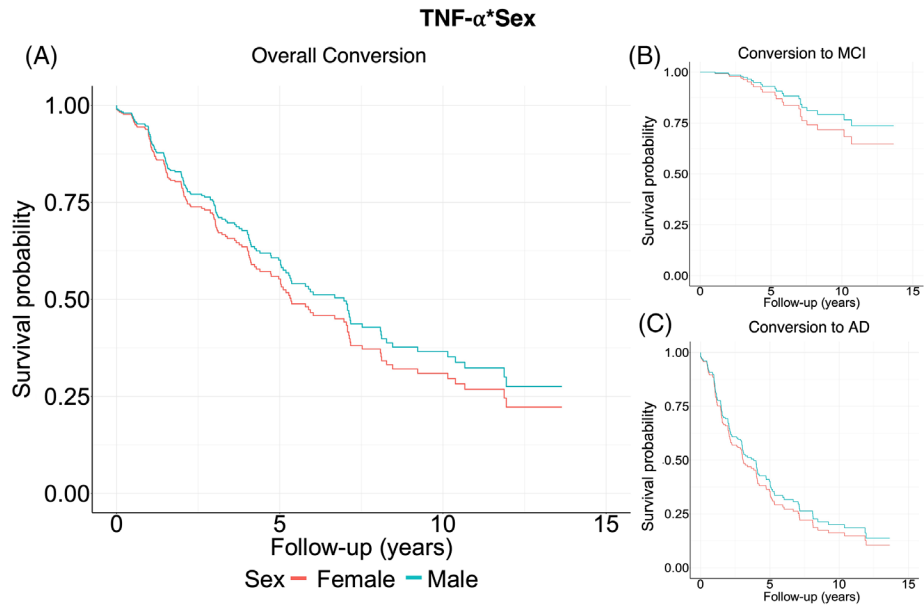 TNF-α*Sex
(A)
Overall Conversion
Survival probability
1.00
0.75
0.50
0.25
0.00
0
5
10
15
Follow-up (years)
Sex Female Male
(B)
Conversion to MCI
Survival probability
1.00
0.75
0.50
0.25
0.00
0
5
10
15
Follow-up (years)
(C)
Conversion to AD
Survival probability
1.00
0.75
0.50
0.25
0.00
0
5
10
15
Follow-up (years)